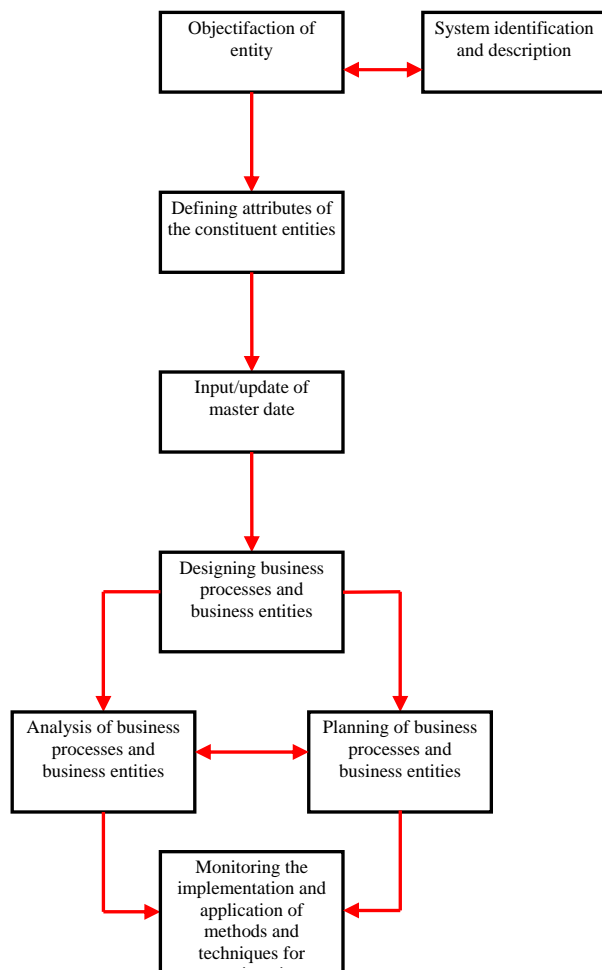 Objectifaction of
entity
System identification
and description
Defining attributes of
the constituent entities
Input/update of
master date
Designing business
processes and
business entities
Analysis of business
processes and
business entities
Planning of business
processes and
business entities
Monitoring the
implementation and
application of
methods and
techniques for